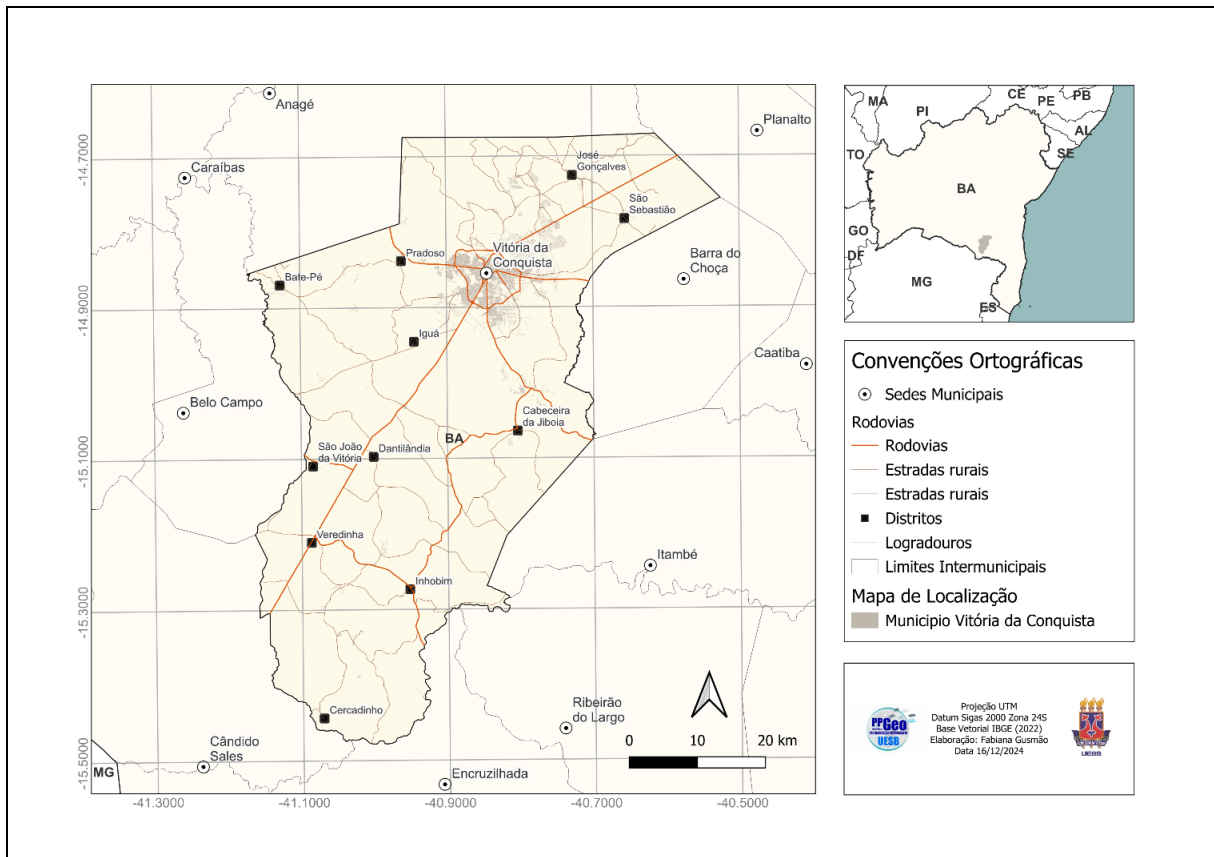 Anagé
Planalto
Caraíbas
José
Gonçalves
São
Sebastião
Vitória da
Conquista
Pradoso
Barra do
Choça
Bate-Pé
Iguá
Caatiba
Belo Campo
Cabeceira
da Jiboia
BA
São João
da Vitória
Dantilândia
Veredinha
Itambé
Inhobim
Cercadinho
Ribeirão
do Largo
Cândido
Sales
MG
Encruzilhada
0 10 20 km
-14.7000
-14.9000
-15.1000
-15.3000
-15.5000
-41.3000 -41.1000 -40.9000 -40.7000 -40.5000
MA
PI
CE
PE
PB
AL
SE
TO
BA
GO
DF
MG
ES
Convenções Ortográficas
Sedes Municipais
Rodovias
Rodovias
Estradas rurais
Estradas rurais
Distritos
Logradouros
Limites Intermunicipais
Mapa de Localização
Municipio Vitória da Conquista
PPGeo
UESB
Projeção UTM
Datum Sigas 2000 Zona 24S
Base Vetorial IBGE (2022)
Elaboração: Fabiana Gusmão
Data 16/12/2024
UESB